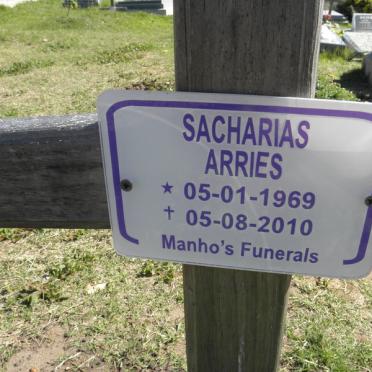 SACHARIAS
ARRIES
★ 05-01-1969
✝ 05-08-2010
Manho's Funerals